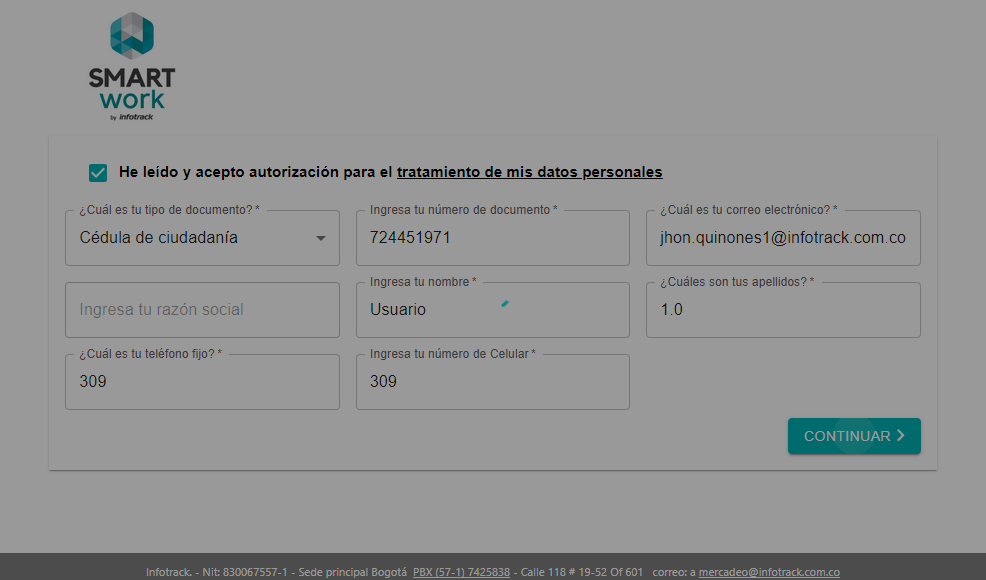 SMART
work
by infotrack
He leído y acepto autorización para el tratamiento de mis datos personales
¿Cuál es tu tipo de documento? *
Cédula de ciudadanía
Ingresa tu número de documento *
724451971
¿Cuál es tu correo electrónico? *
jhon.quinones1@infotrack.com.co
Ingresa tu razón social
Ingresa tu nombre *
Usuario
¿Cuáles son tus apellidos? *
1.0
¿Cuál es tu teléfono fijo? *
309
Ingresa tu número de Celular *
309
CONTINUAR
Infotrack. - Nit: 830067557-1 - Sede principal Bogotá PBX (57-1) 7425838 - Calle 118 # 19-52 Of 601 correo: a mercadeo@infotrack.com.co